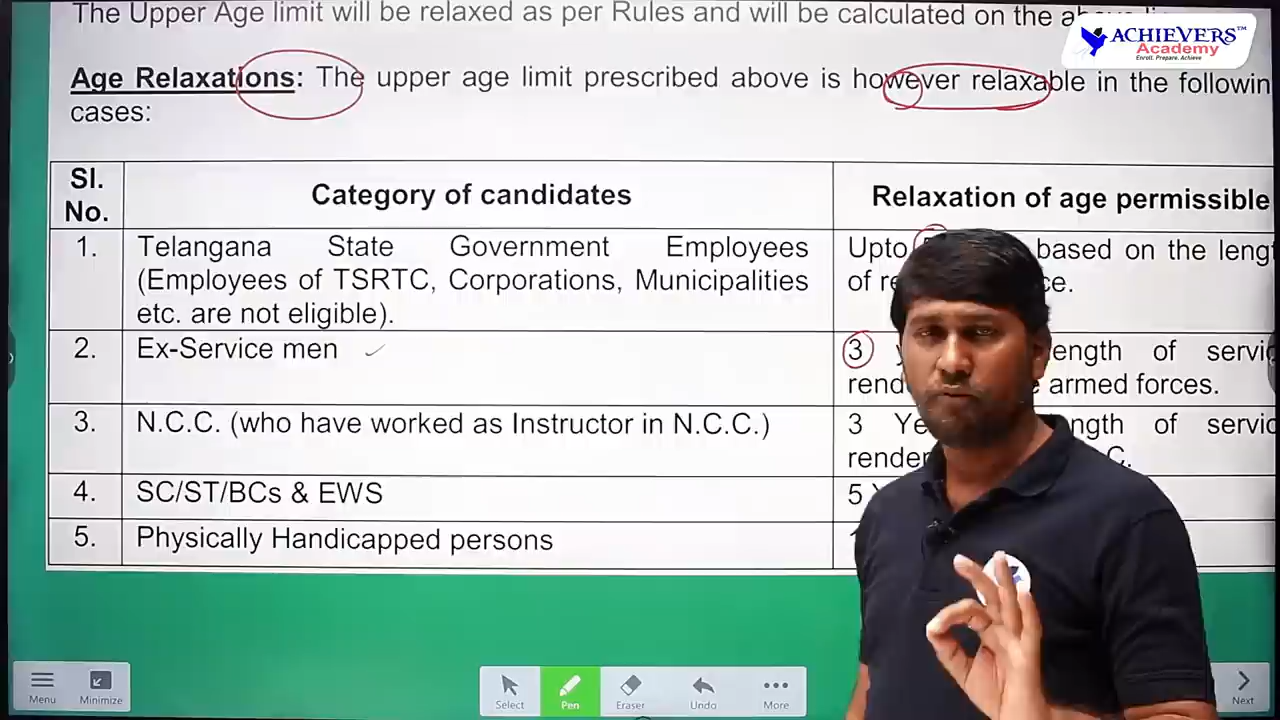 The Upper Age limit will be relaxed as per Rules and will be calculated on the
ACHIEVERS™
Academy
Enroll. Prepare. Achieve
Age Relaxations: The upper age limit prescribed above is however relaxable in the followin
cases:
Sl. No.
Category of candidates
Relaxation of age permissible
1.
Telangana State Government Employees
(Employees of TSRTC, Corporations, Municipalities
etc. are not eligible).
Upto based on the leng
of
2.
Ex-Service men
3 ength of servic
rend armed forces.
3.
N.C.C. (who have worked as Instructor in N.C.C.)
3 Ye ngth of servic
render C.
4.
SC/ST/BCs & EWS
5
5.
Physically Handicapped persons
Menu
Minimize
Select
Pen
Eraser
Undo
More
Next